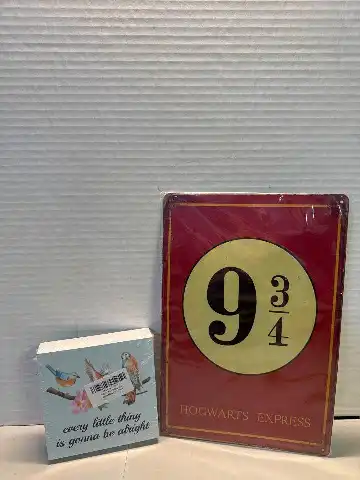 9 3/4
HOGWARTS EXPRESS
every little thing
is gonna be alright